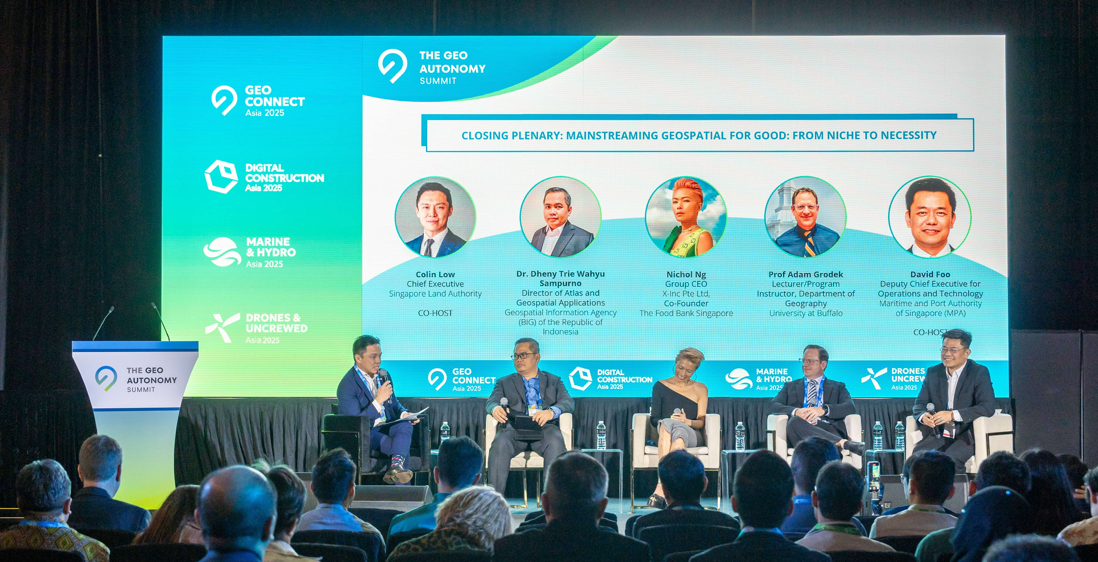 GEO
CONNECT
Asia 2025
DIGITAL
CONSTRUCTION
Asia 2025
MARINE
& HYDRO
Asia 2025
DRONES &
UNCREWED
Asia 2025
THE GEO
AUTONOMY
SUMMIT
CLOSING PLENARY: MAINSTREAMING GEOSPATIAL FOR GOOD: FROM NICHE TO NECESSITY
Colin Low
Chief Executive
Singapore Land Authority
CO-HOST
Dr. Dheny Trie Wahyu
Sampurno
Director of Atlas and
Geospatial Applications
Geospatial Information Agency
(BIG) of the Republic of
Indonesia
Nichol Ng
Group CEO
X-inc Pte Ltd,
Co-Founder
The Food Bank Singapore
Prof Adam Grodek
Lecturer/Program
Instructor, Department of
Geography
University at Buffalo
David Foo
Deputy Chief Executive for
Operations and Technology
Maritime and Port Authority
of Singapore (MPA)
CO-HOST
GEO
CONNECT
Asia 2025
DIGITAL
CONSTRUCTION
Asia 2025
MARINE
& HYDRO
Asia 2025
DRONES
UNCREWE
Asia 2025
THE GEO
AUTONOMY
SUMMIT